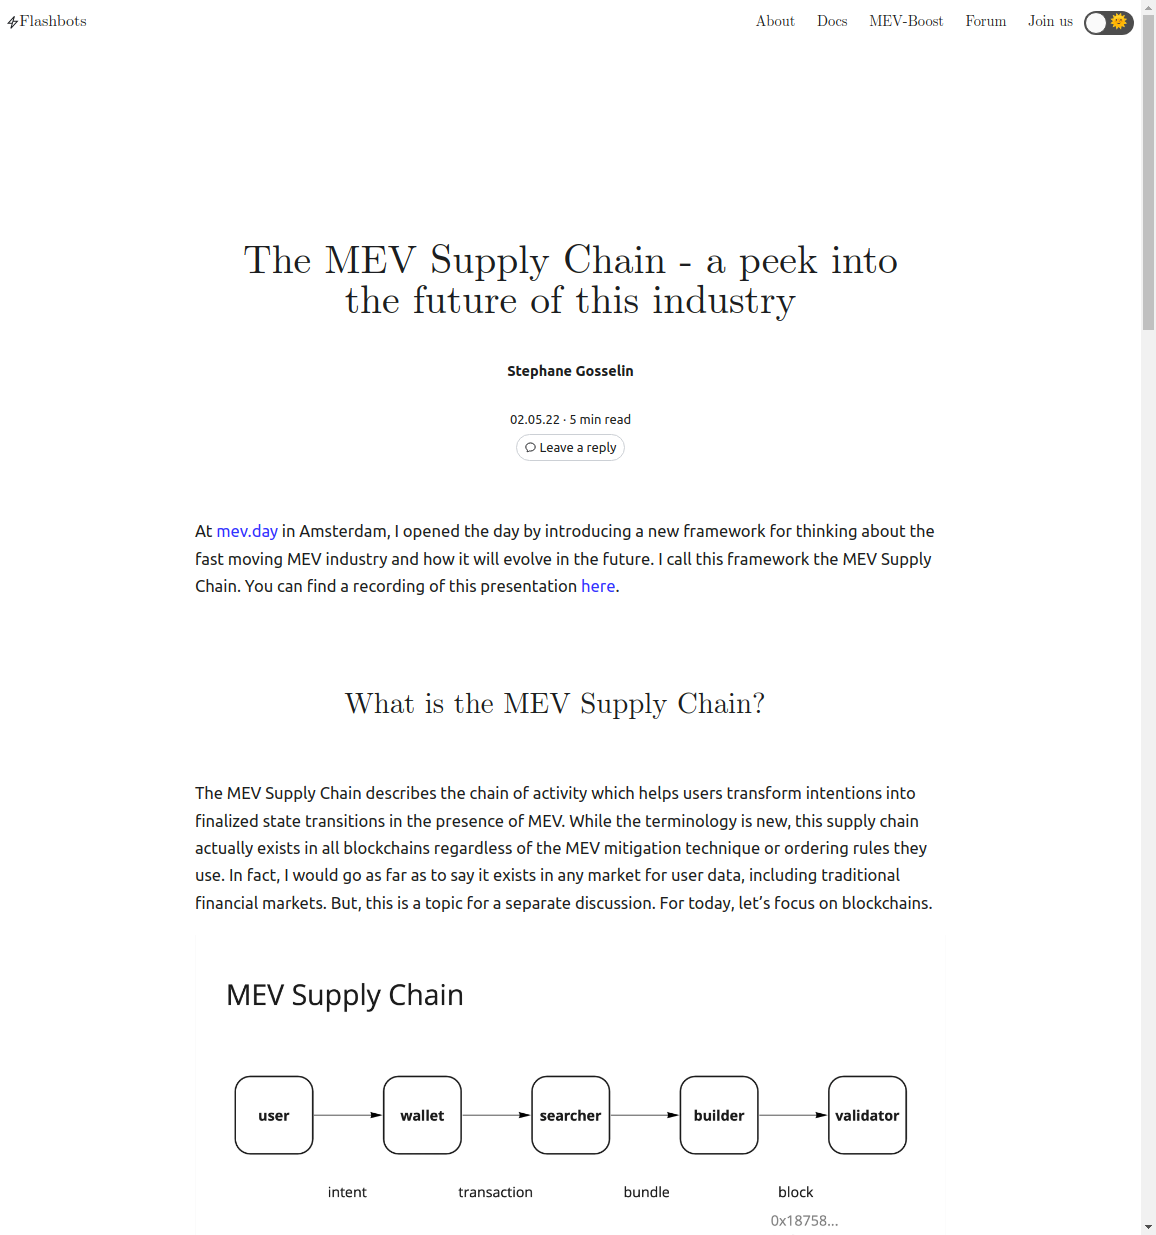 Flashbots
About Docs MEV-Boost Forum Join us
The MEV Supply Chain - a peek into
the future of this industry
Stephane Gosselin
02.05.22 · 5 min read
Leave a reply
At mev.day in Amsterdam, I opened the day by introducing a new framework for thinking about the
fast moving MEV industry and how it will evolve in the future. I call this framework the MEV Supply
Chain. You can find a recording of this presentation here.
What is the MEV Supply Chain?
The MEV Supply Chain describes the chain of activity which helps users transform intentions into
finalized state transitions in the presence of MEV. While the terminology is new, this supply chain
actually exists in all blockchains regardless of the MEV mitigation technique or ordering rules they
use. In fact, I would go as far as to say it exists in any market for user data, including traditional
financial markets. But, this is a topic for a separate discussion. For today, let’s focus on blockchains.
MEV Supply Chain
user wallet searcher builder validator
intent transaction bundle block
0x18758...